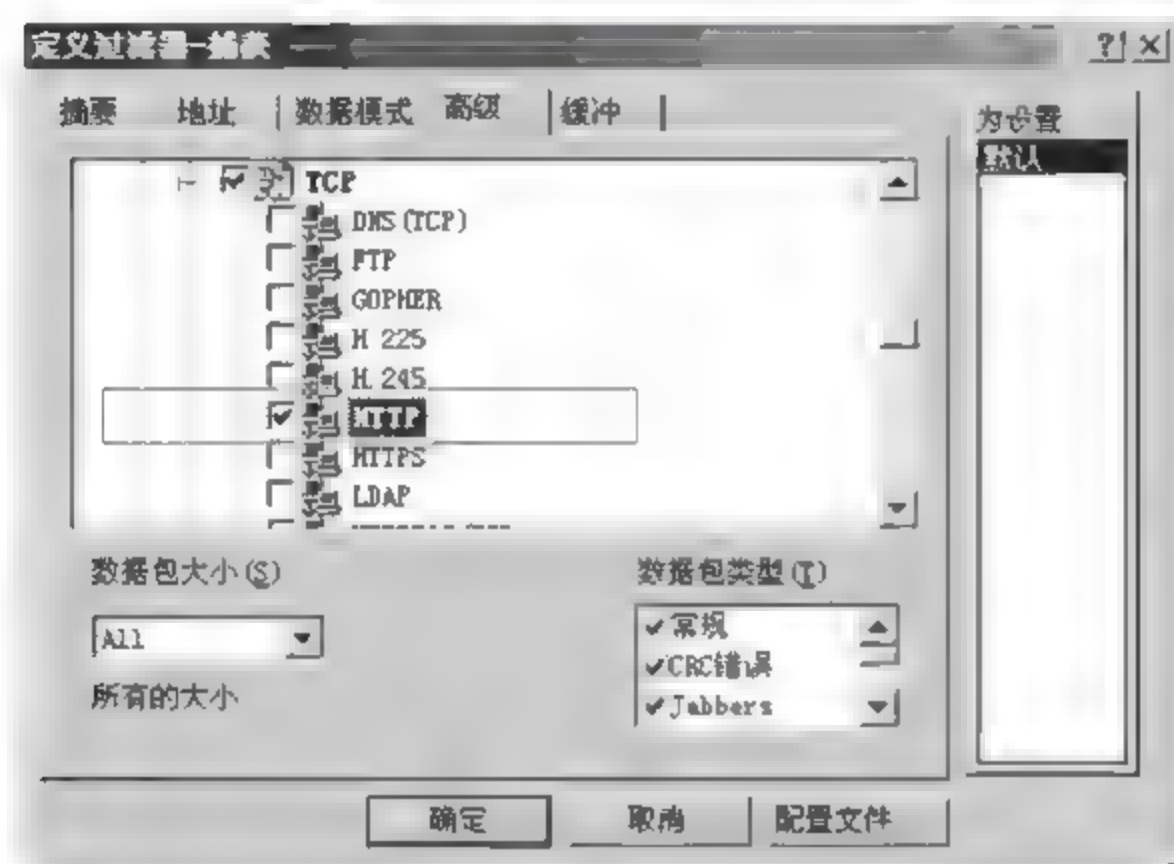 定义过滤器-捕获
摘要 地址 数据模式 高级 缓冲
为设置
默认
TCP
DNS(TCP)
FTP
GOPHER
H.225
H.245
HTTP
HTTPS
LDAP
数据包大小(S)
All
所有的大小
数据包类型(T)
常规
CRC错误
Jabbers
确定 取消 配置文件